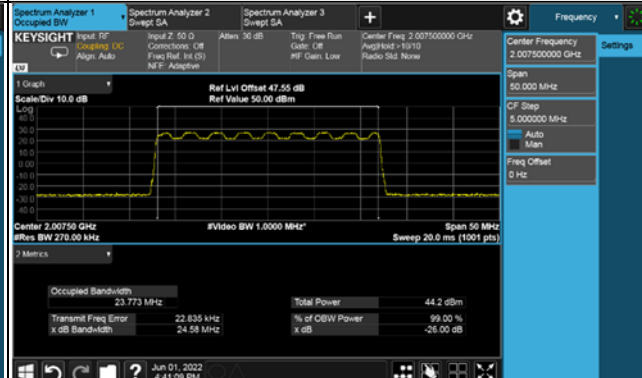 Spectrum Analyzer 1
Occupied BW
Spectrum Analyzer 2
Swept SA
Spectrum Analyzer 3
Swept SA
+
Frequency
KEYSIGHT
Input: RF
Coupling: DC
Align: Auto
Input Z: 50 Ω
Corrections: Off
Freq Ref: Int (S)
NFE: Adaptive
Atten: 36 dB
Trig: Free Run
Gate: Off
#IF Gain: Low
Center Freq: 2.007500000 GHz
Avg|Hold:>10/10
Radio Std: None
LXI
Center Frequency
2.007500000 GHz
Settings
Span
50.000 MHz
CF Step
5.000000 MHz
Auto
Man
Freq Offset
0 Hz
1 Graph
Scale/Div 10.0 dB
Ref Lvl Offset 47.55 dB
Ref Value 50.00 dBm
Log
40.0
30.0
20.0
10.0
0.00
-10.0
-20.0
-30.0
-40.0
Center 2.00750 GHz
#Res BW 270.00 kHz
#Video BW 1.0000 MHz*
Span 50 MHz
Sweep 20.0 ms (1001 pts)
2 Metrics
Occupied Bandwidth
23.773 MHz
Total Power
44.2 dBm
Transmit Freq Error
22.835 kHz
% of OBW Power
99.00 %
x dB Bandwidth
24.58 MHz
x dB
-26.00 dB
?
Jun 01, 2022
4:41:09 PM